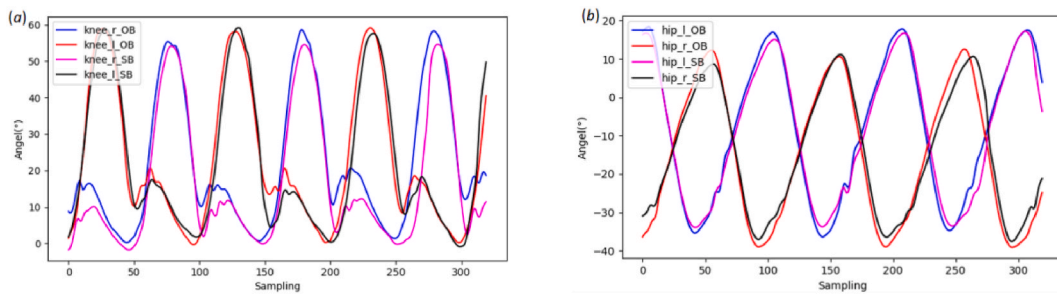 (a)
60
50
40
30
20
10
0
Angel(°)
knee_r_OB
knee_l_OB
knee_r_SB
knee_l_SB
0 50 100 150 200 250 300
Sampling
(b)
20
10
0
−10
−20
−30
−40
Angel(°)
hip_l_OB
hip_r_OB
hip_l_SB
hip_r_SB
0 50 100 150 200 250 300
Sampling